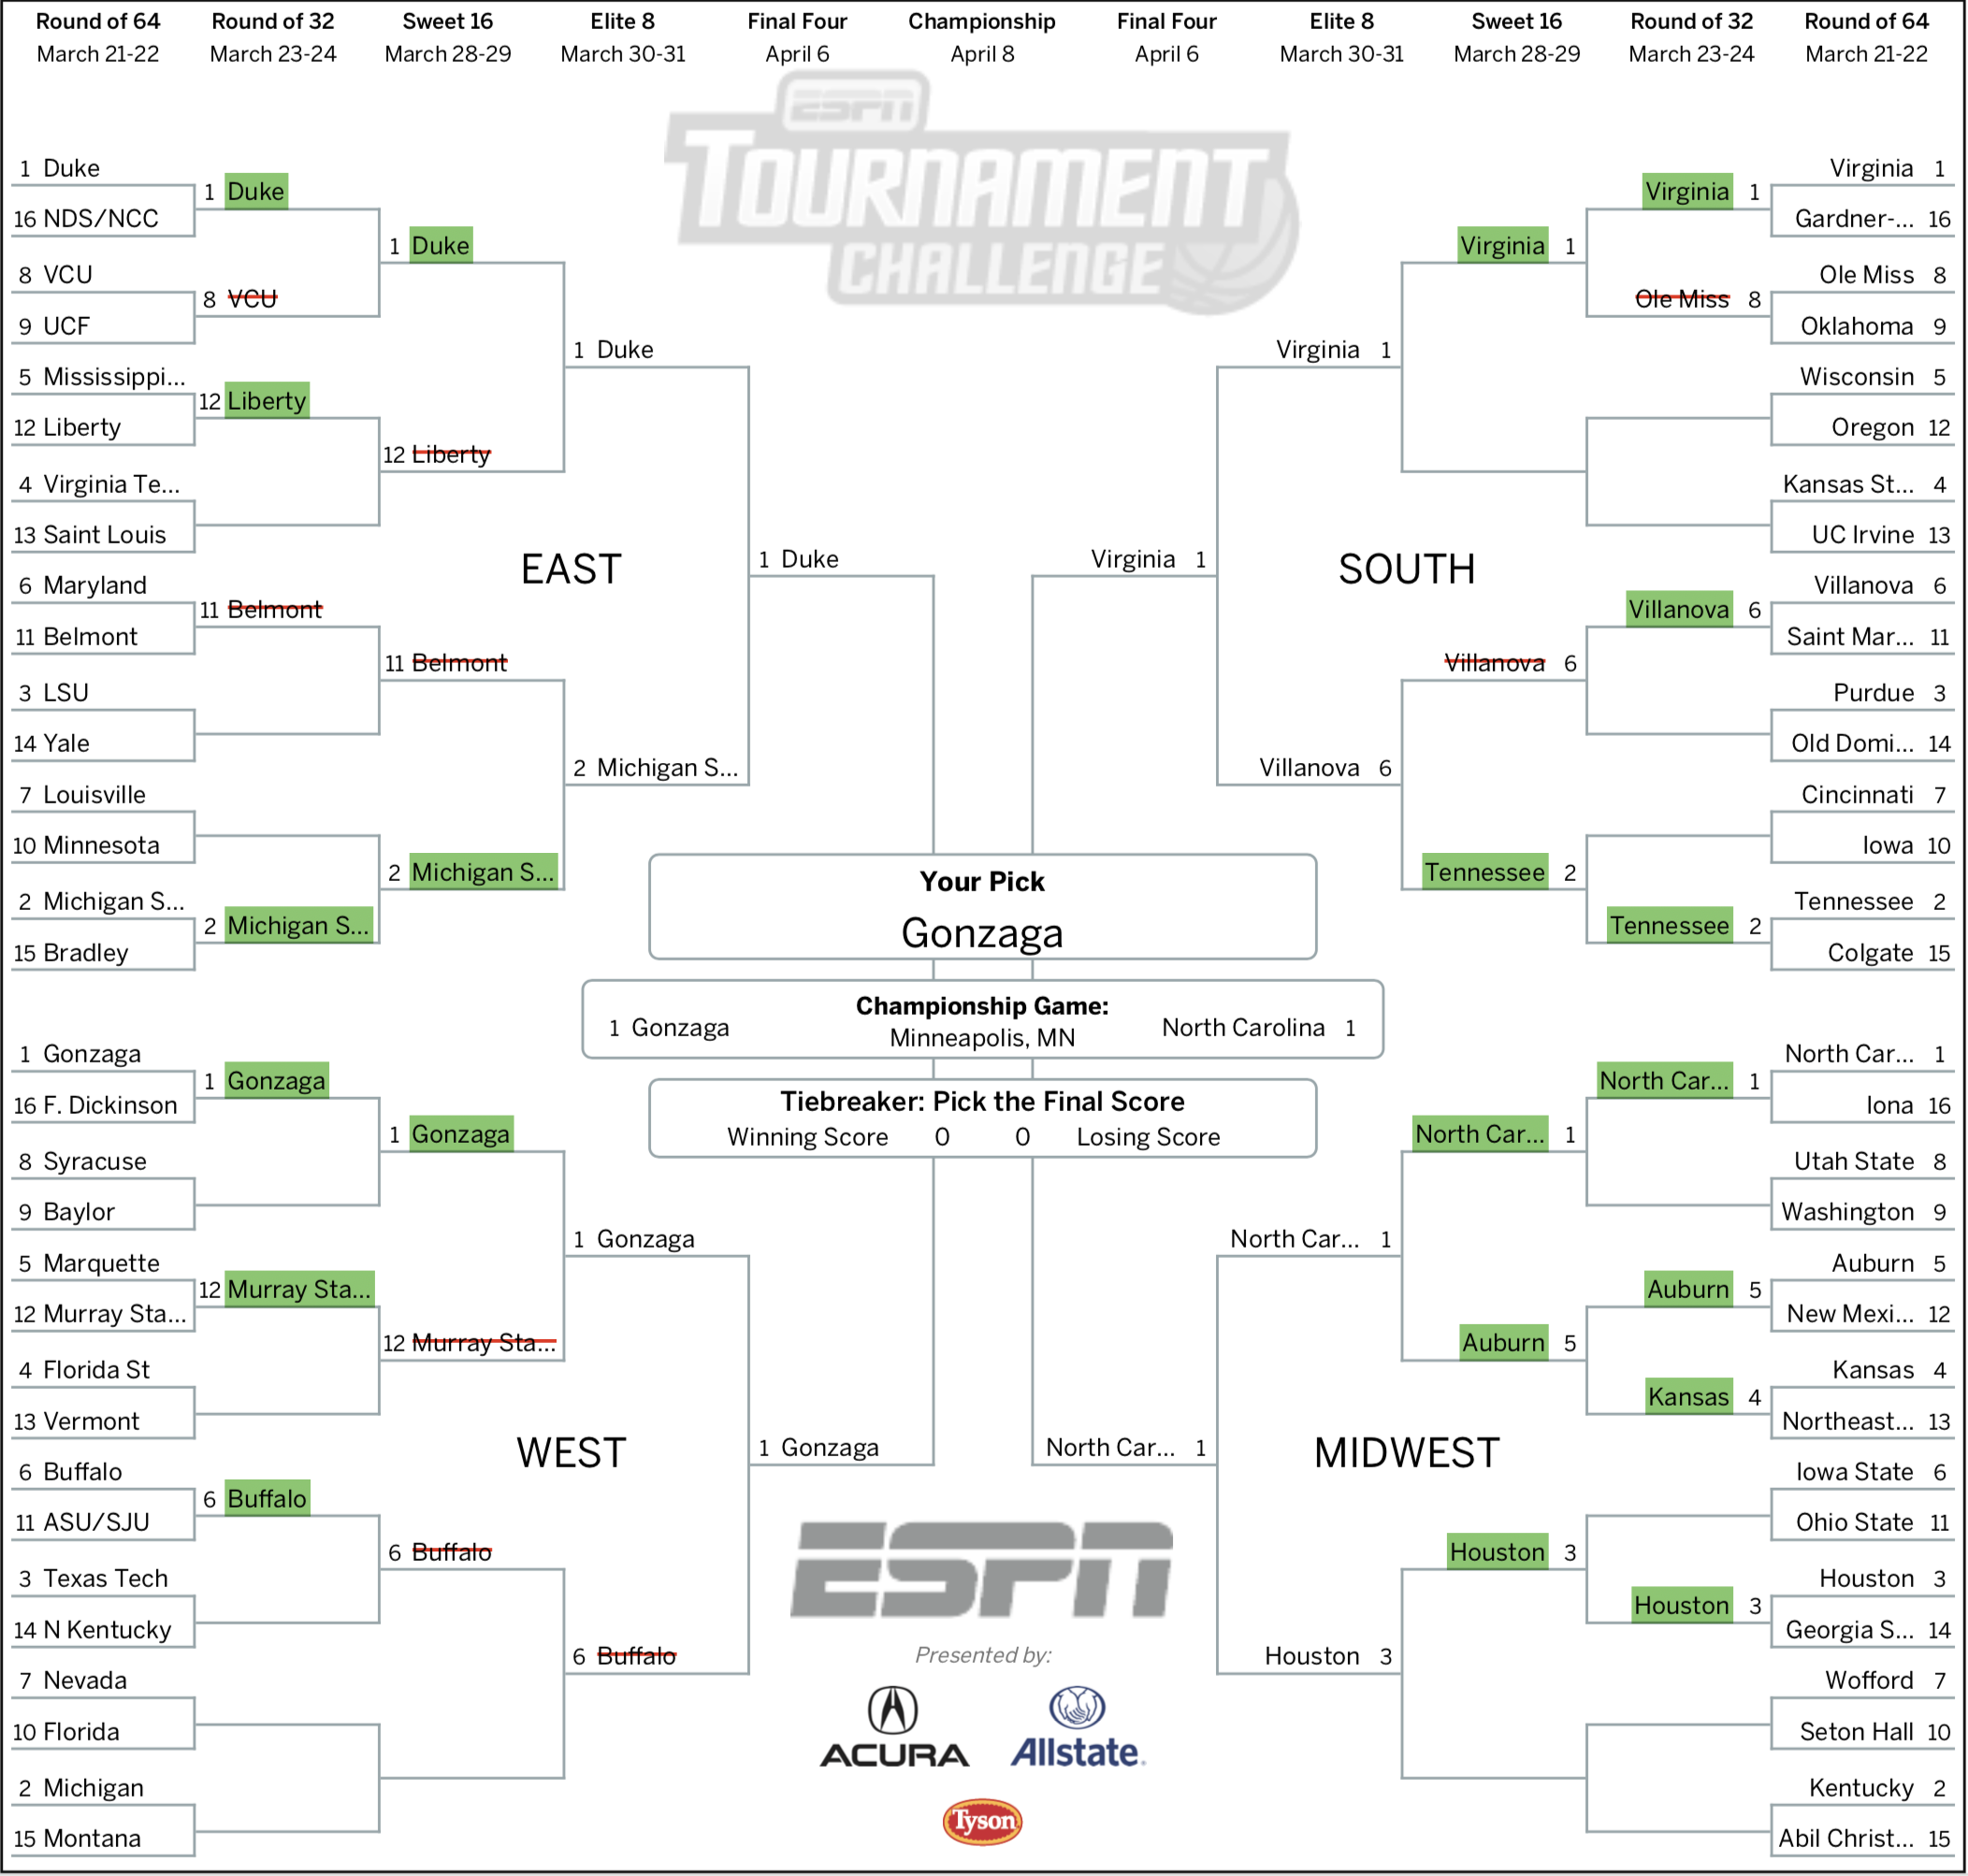 Round of 64 Round of 32 Sweet 16 Elite 8 Final Four Championship Final Four Elite 8 Sweet 16 Round of 32 Round of 64
March 21-22 March 23-24 March 28-29 March 30-31 April 6 April 8 April 6 March 30-31 March 28-29 March 23-24 March 21-22
ESPN
TOURNAMENT
CHALLENGE
1 Duke
16 NDS/NCC
8 VCU
9 UCF
5 Mississippi...
12 Liberty
4 Virginia Te...
13 Saint Louis
6 Maryland
11 Belmont
3 LSU
14 Yale
7 Louisville
10 Minnesota
2 Michigan S...
15 Bradley
1 Duke
8 VCU
12 Liberty
11 Belmont
2 Michigan S...
1 Duke
12 Liberty
11 Belmont
2 Michigan S...
1 Duke
2 Michigan S...
1 Duke
EAST
Virginia 1
Gardner-... 16
Ole Miss 8
Oklahoma 9
Wisconsin 5
Oregon 12
Kansas St... 4
UC Irvine 13
Villanova 6
Saint Mar... 11
Purdue 3
Old Domi... 14
Cincinnati 7
Iowa 10
Tennessee 2
Colgate 15
Virginia 1
Ole Miss 8
Villanova 6
Tennessee 2
Virginia 1
Villanova 6
Tennessee 2
Virginia 1
Villanova 6
Virginia 1
SOUTH
Your Pick
Gonzaga
Championship Game:
1 Gonzaga Minneapolis, MN North Carolina 1
Tiebreaker: Pick the Final Score
Winning Score 0 0 Losing Score
1 Gonzaga
16 F. Dickinson
8 Syracuse
9 Baylor
5 Marquette
12 Murray Sta...
4 Florida St
13 Vermont
6 Buffalo
11 ASU/SJU
3 Texas Tech
14 N Kentucky
7 Nevada
10 Florida
2 Michigan
15 Montana
1 Gonzaga
12 Murray Sta...
6 Buffalo
1 Gonzaga
12 Murray Sta...
6 Buffalo
1 Gonzaga
6 Buffalo
1 Gonzaga
WEST
North Car... 1
Iona 16
Utah State 8
Washington 9
Auburn 5
New Mexi... 12
Kansas 4
Northeast... 13
Iowa State 6
Ohio State 11
Houston 3
Georgia S... 14
Wofford 7
Seton Hall 10
Kentucky 2
Abil Christ... 15
North Car... 1
Auburn 5
Kansas 4
Houston 3
North Car... 1
Auburn 5
Houston 3
North Car... 1
Houston 3
North Car... 1
MIDWEST
ESPN
Presented by:
ACURA Allstate.
Tyson